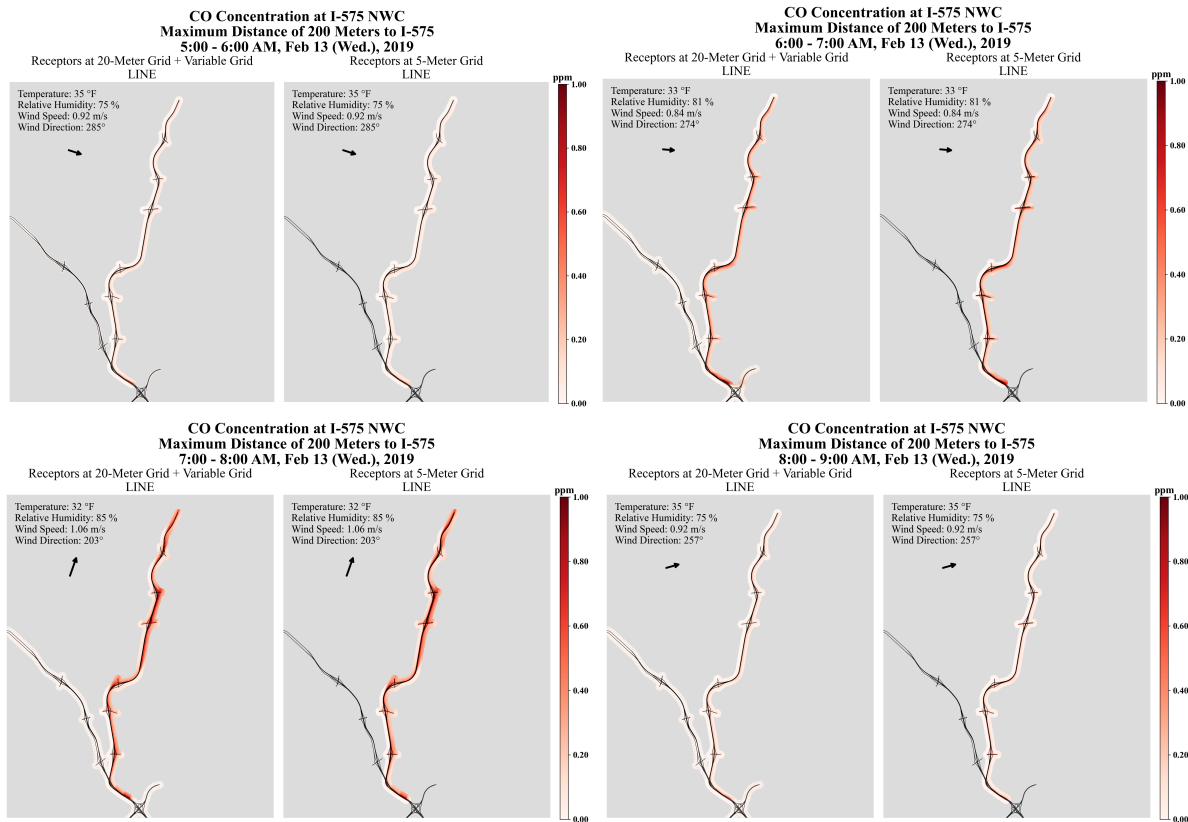 CO Concentration at I-575 NWC
Maximum Distance of 200 Meters to I-575
5:00 - 6:00 AM, Feb 13 (Wed.), 2019
Receptors at 20-Meter Grid + Variable Grid
LINE
Receptors at 5-Meter Grid
LINE
Temperature: 35 °F
Relative Humidity: 75 %
Wind Speed: 0.92 m/s
Wind Direction: 285°
Temperature: 35 °F
Relative Humidity: 75 %
Wind Speed: 0.92 m/s
Wind Direction: 285°
ppm
1.00
0.80
0.60
0.40
0.20
0.00
CO Concentration at I-575 NWC
Maximum Distance of 200 Meters to I-575
6:00 - 7:00 AM, Feb 13 (Wed.), 2019
Receptors at 20-Meter Grid + Variable Grid
LINE
Receptors at 5-Meter Grid
LINE
Temperature: 33 °F
Relative Humidity: 81 %
Wind Speed: 0.84 m/s
Wind Direction: 274°
Temperature: 33 °F
Relative Humidity: 81 %
Wind Speed: 0.84 m/s
Wind Direction: 274°
ppm
1.00
0.80
0.60
0.40
0.20
0.00
CO Concentration at I-575 NWC
Maximum Distance of 200 Meters to I-575
7:00 - 8:00 AM, Feb 13 (Wed.), 2019
Receptors at 20-Meter Grid + Variable Grid
LINE
Receptors at 5-Meter Grid
LINE
Temperature: 32 °F
Relative Humidity: 85 %
Wind Speed: 1.06 m/s
Wind Direction: 203°
Temperature: 32 °F
Relative Humidity: 85 %
Wind Speed: 1.06 m/s
Wind Direction: 203°
ppm
1.00
0.80
0.60
0.40
0.20
0.00
CO Concentration at I-575 NWC
Maximum Distance of 200 Meters to I-575
8:00 - 9:00 AM, Feb 13 (Wed.), 2019
Receptors at 20-Meter Grid + Variable Grid
LINE
Receptors at 5-Meter Grid
LINE
Temperature: 35 °F
Relative Humidity: 75 %
Wind Speed: 0.92 m/s
Wind Direction: 257°
Temperature: 35 °F
Relative Humidity: 75 %
Wind Speed: 0.92 m/s
Wind Direction: 257°
ppm
1.00
0.80
0.60
0.40
0.20
0.00